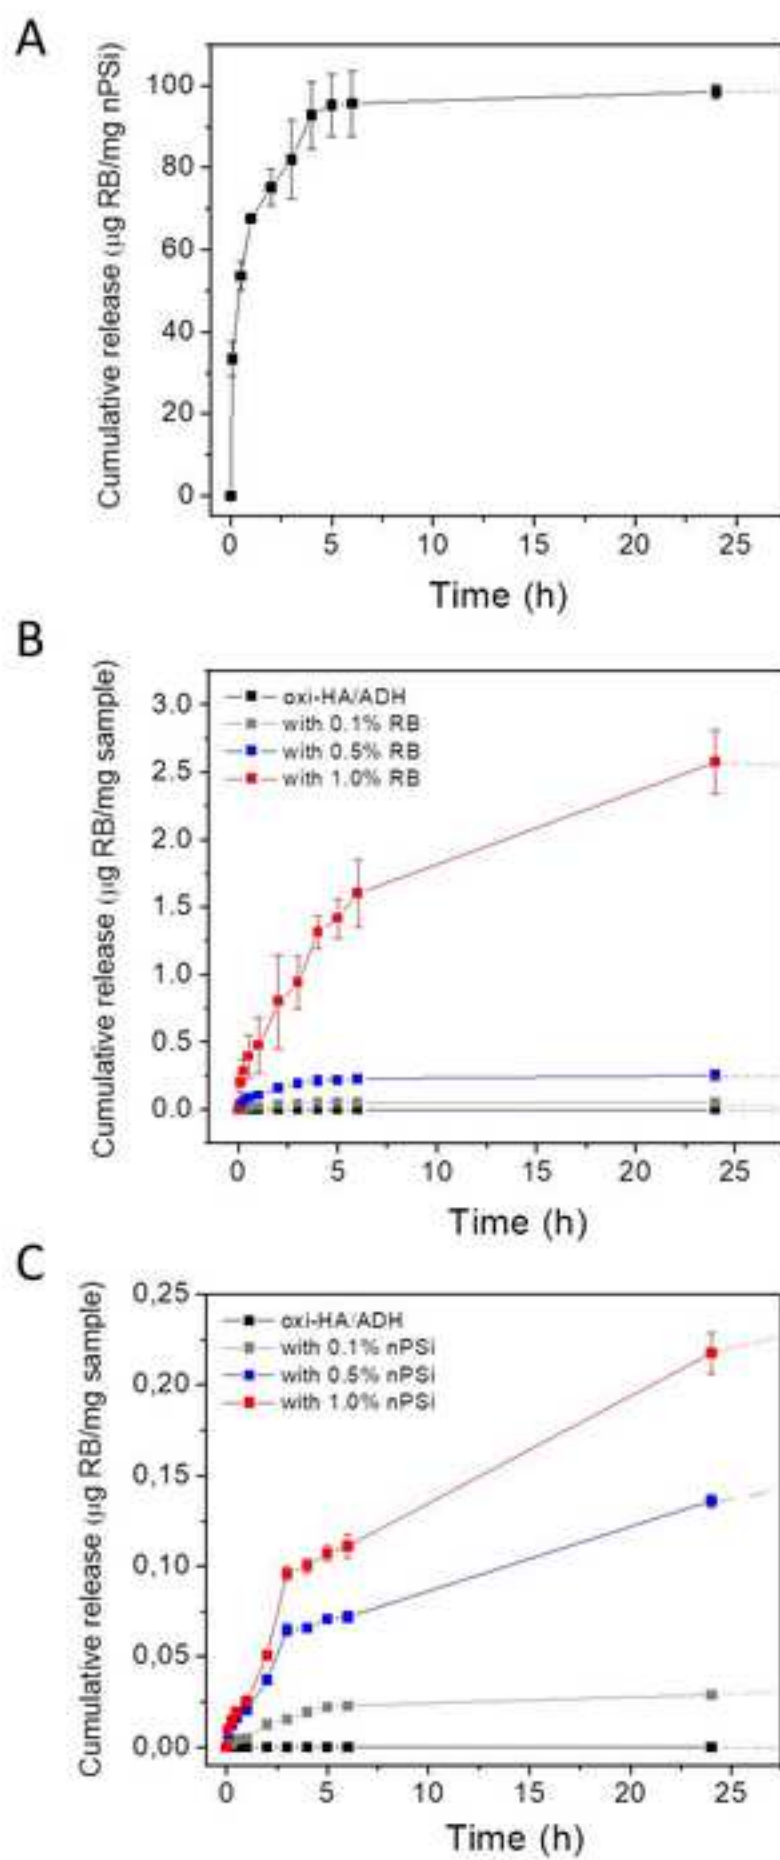 A
Cumulative release (µg RB/mg nPSi)
100
80
60
40
20
0
0 5 10 15 20 25
Time (h)
B
Cumulative release (µg RB/mg sample)
oxi-HA/ADH
with 0.1% RB
with 0.5% RB
with 1.0% RB
3.0
2.5
2.0
1.5
1.0
0.5
0.0
0 5 10 15 20 25
Time (h)
C
Cumulative release (µg RB/mg sample)
oxi-HA/ADH
with 0.1% nPSi
with 0.5% nPSi
with 1.0% nPSi
0,25
0,20
0,15
0,10
0,05
0,00
0 5 10 15 20 25
Time (h)